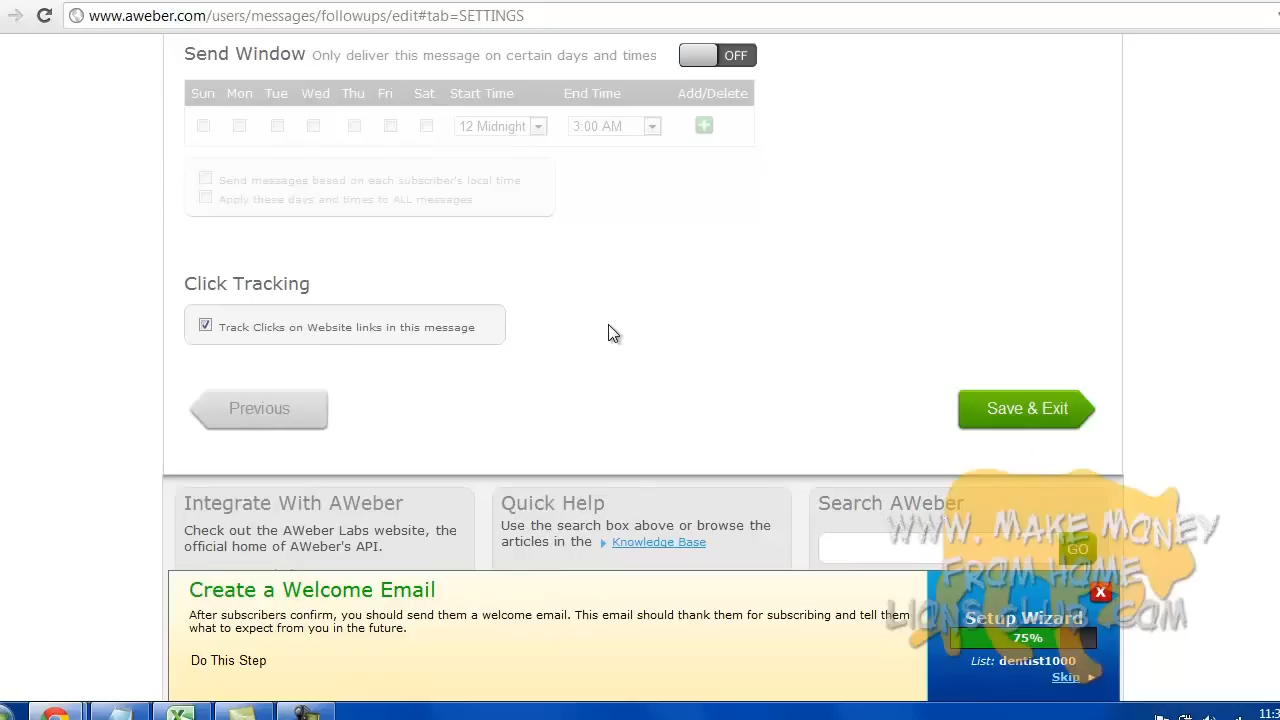 www.aweber.com/users/messages/followups/edit#tab=SETTINGS
Send Window Only deliver this message on certain days and times OFF
Sun Mon Tue Wed Thu Fri Sat Start Time End Time Add/Delete
12 Midnight 3:00 AM
Send messages based on each subscriber's local time
Apply these days and times to ALL messages
Click Tracking
Track Clicks on Website links in this message
Previous
Save & Exit
Integrate With AWeber
Check out the AWeber Labs website, the
official home of AWeber's API.
Quick Help
Use the search box above or browse the
articles in the Knowledge Base
Search AWeber
GO
www. Make Money
From Home
Lions Club .com
Create a Welcome Email
After subscribers confirm, you should send them a welcome email. This email should thank them for subscribing and tell them
what to expect from you in the future.
Do This Step
X
Setup Wizard
75%
List: dentist1000
Skip